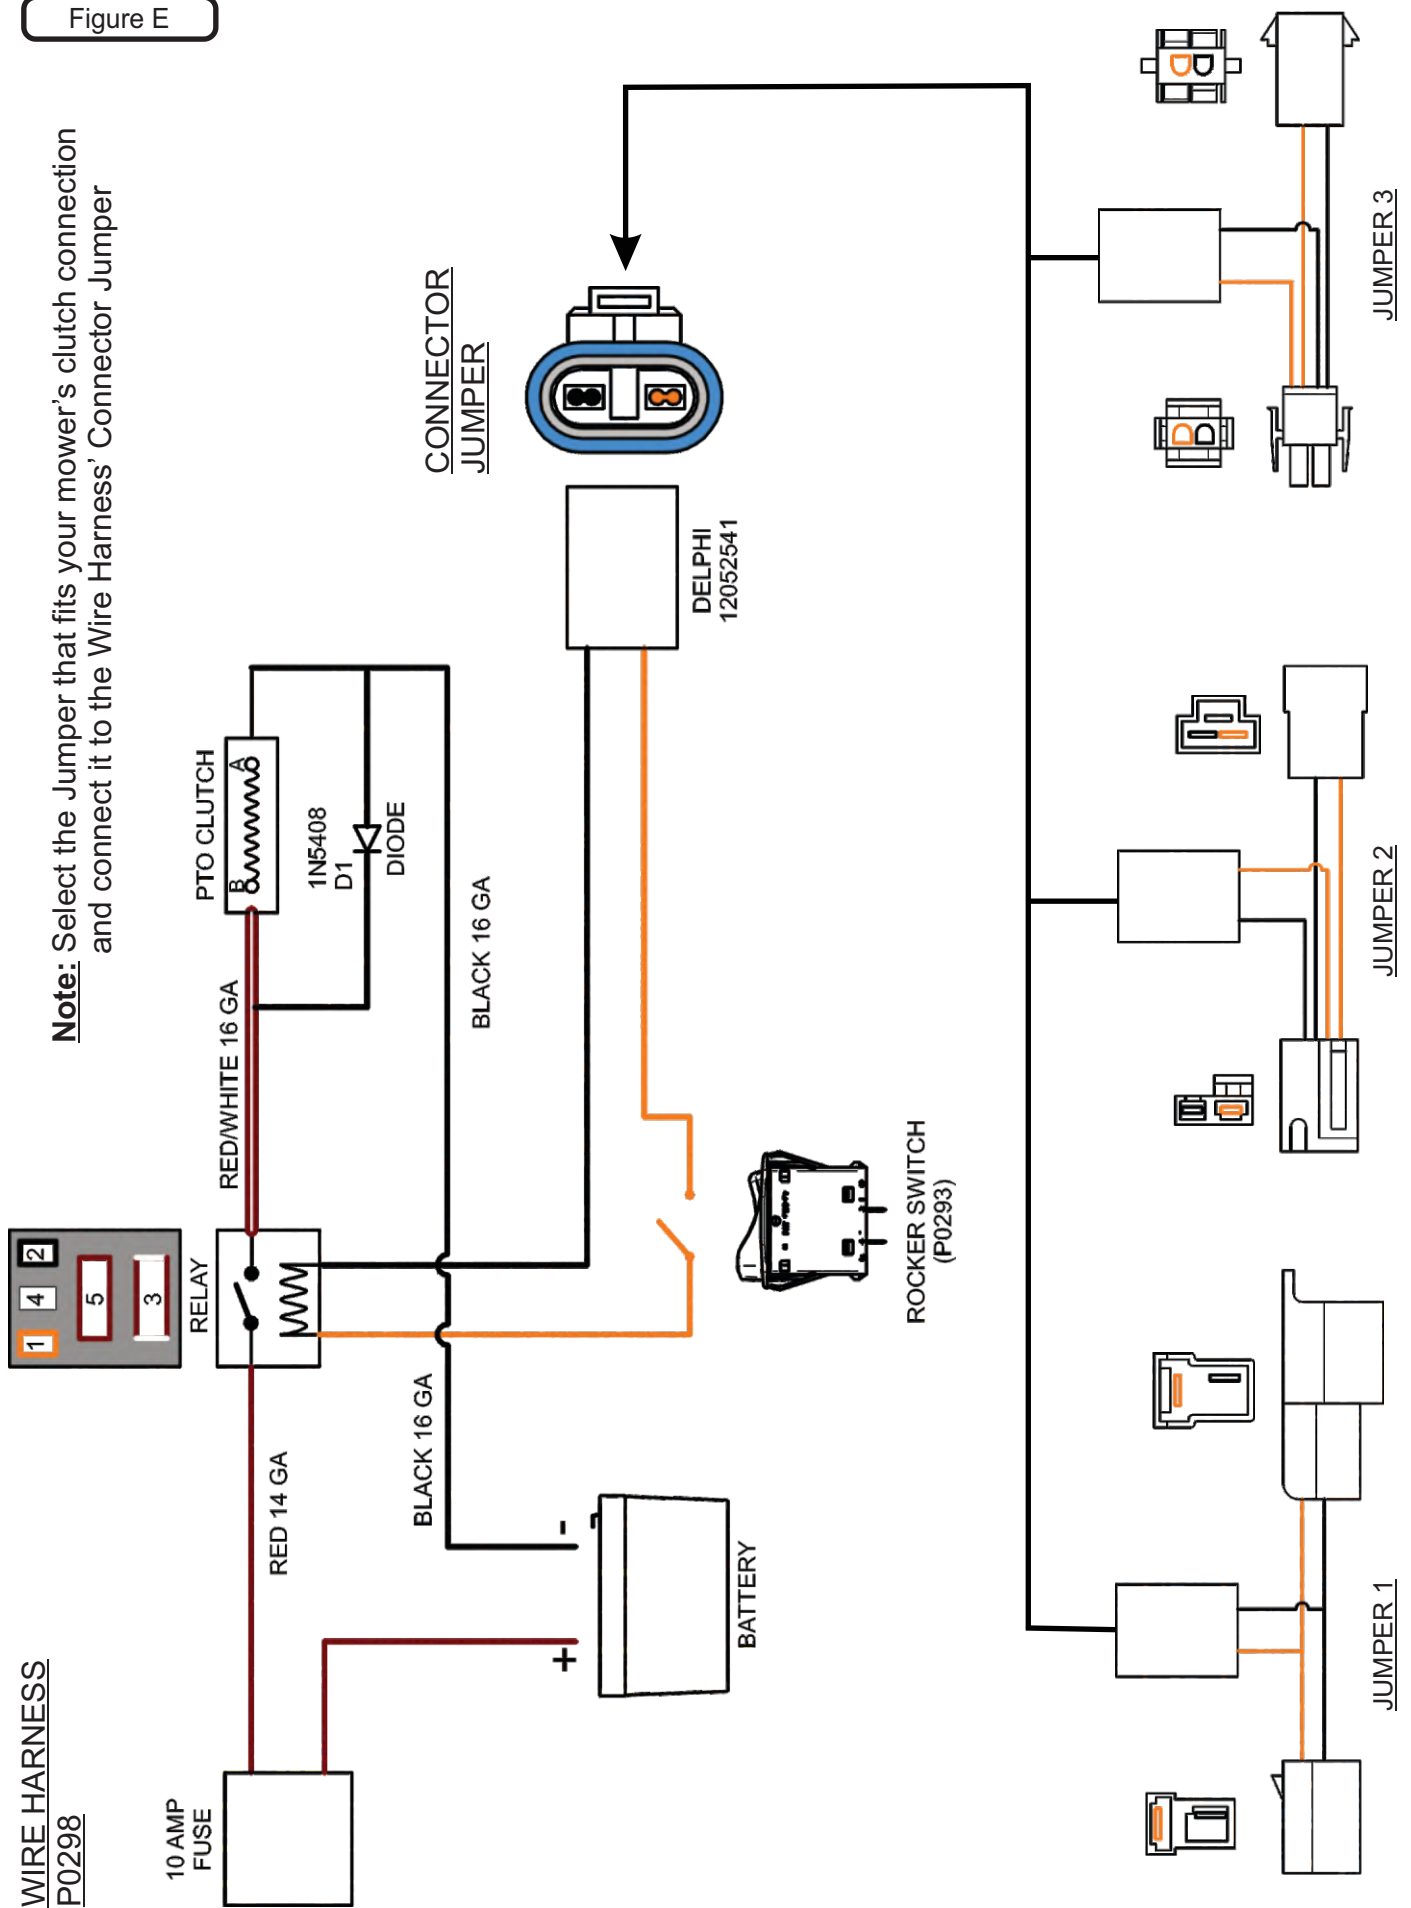 Figure E
Note: Select the Jumper that fits your mower's clutch connection
and connect it to the Wire Harness' Connector Jumper
WIRE HARNESS
P0298
10 AMP
FUSE
RED 14 GA
RELAY
1
4
2
5
3
RED/WHITE 16 GA
PTO CLUTCH
B
A
1N5408
D1
DIODE
BLACK 16 GA
BLACK 16 GA
+
-
BATTERY
ROCKER SWITCH
(P0293)
CONNECTOR
JUMPER
DELPHI
12052541
JUMPER 1
JUMPER 2
JUMPER 3